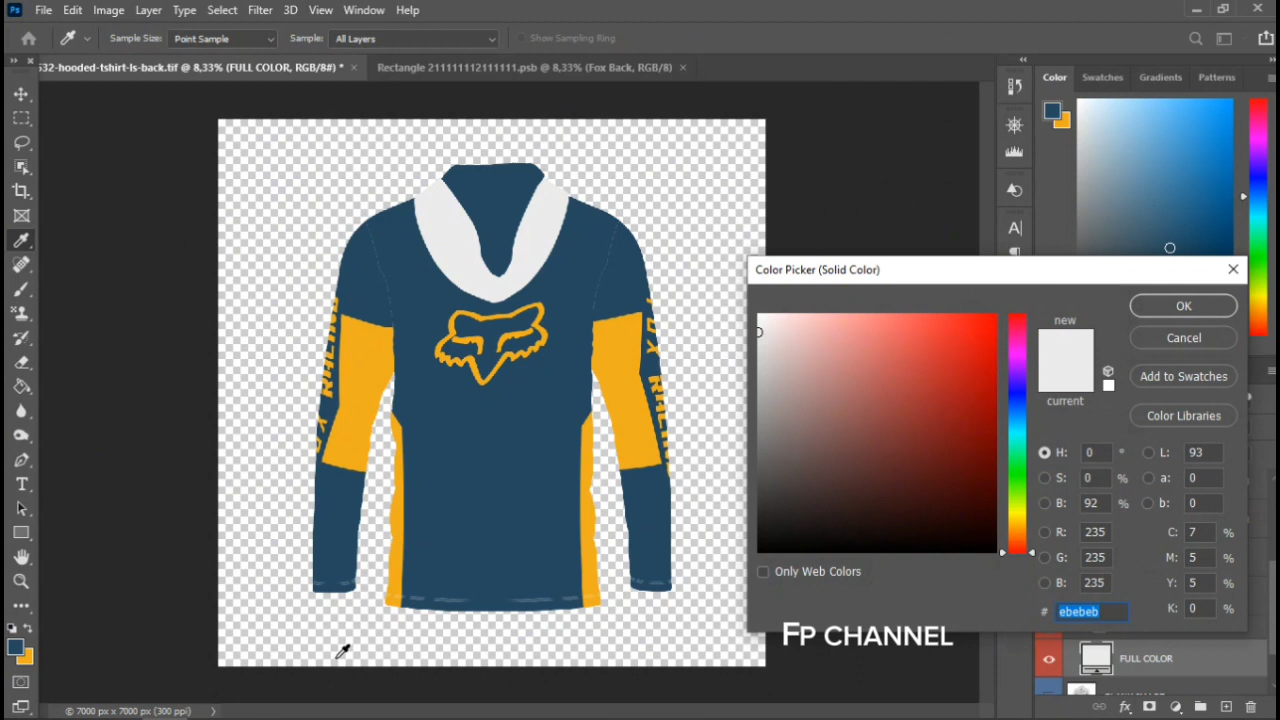 Ps File Edit Image Layer Type Select Filter 3D View Window Help
Sample Size: Point Sample Sample: All Layers Show Sampling Ring
532-hooded-tshirt-ls-back.tif @ 8,33% (FULL COLOR, RGB/8#) * × Rectangle 211111112111111.psb @ 8,33% (Fox Back, RGB/8) ×
Color Swatches Gradients Patterns
Color Picker (Solid Color)
new
OK
Cancel
current
Add to Swatches
Color Libraries
H: 0 ° L: 93
S: 0 % a: 0
B: 92 % b: 0
R: 235 C: 7 %
G: 235 M: 5 %
B: 235 Y: 5 %
# ebebeb K: 0 %
Only Web Colors
FP CHANNEL
FULL COLOR
© 7000 px x 7000 px (300 ppi)